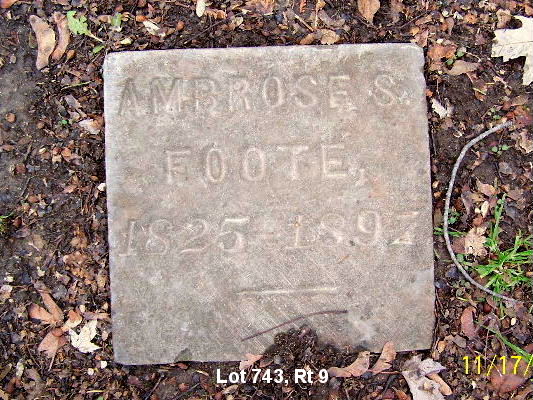 AMBROSE S.
FOOTE,
1825-1897
Lot 743, Rt 9
11/17/